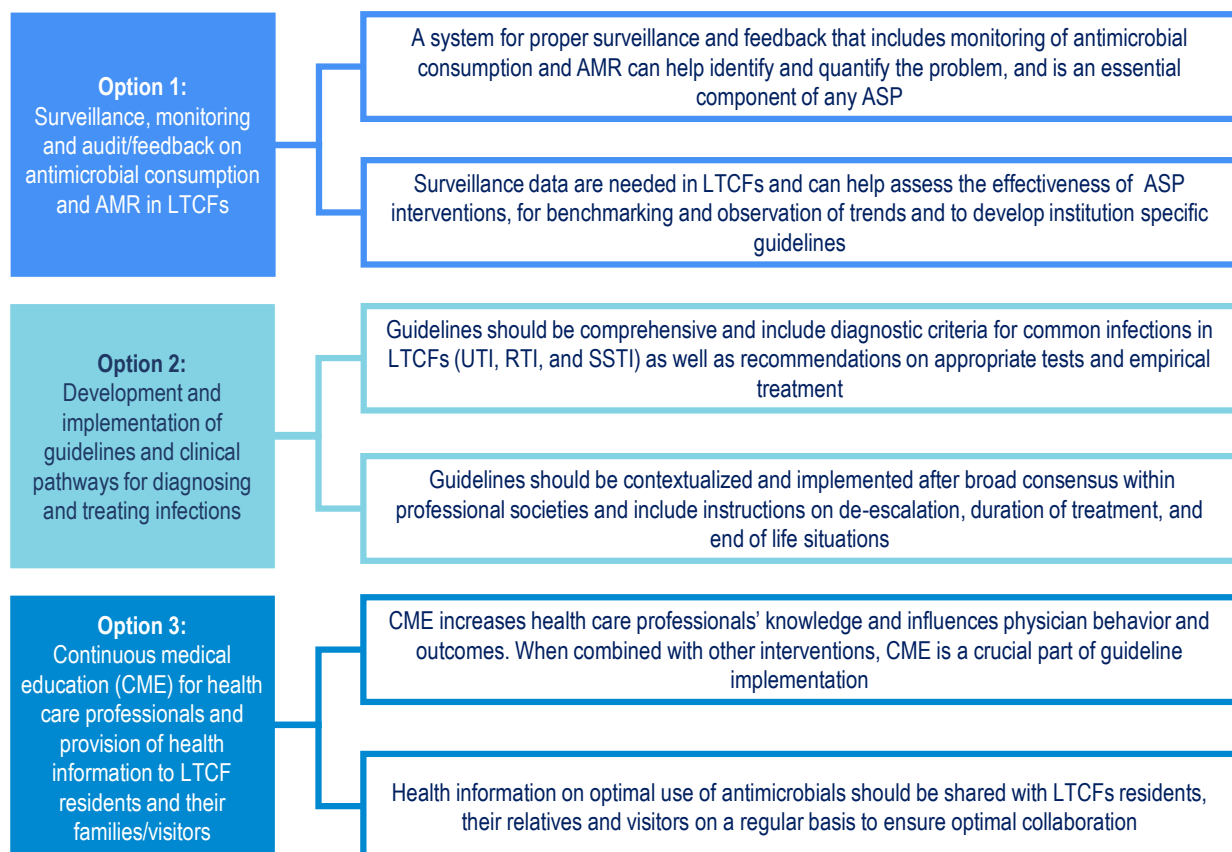 Option 1:
Surveillance, monitoring
and audit/feedback on
antimicrobial consumption
and AMR in LTCFs
A system for proper surveillance and feedback that includes monitoring of antimicrobial
consumption and AMR can help identify and quantify the problem, and is an essential
component of any ASP
Surveillance data are needed in LTCFs and can help assess the effectiveness of ASP
interventions, for benchmarking and observation of trends and to develop institution specific
guidelines
Option 2:
Development and
implementation of
guidelines and clinical
pathways for diagnosing
and treating infections
Guidelines should be comprehensive and include diagnostic criteria for common infections in
LTCFs (UTI, RTI, and SSTI) as well as recommendations on appropriate tests and empirical
treatment
Guidelines should be contextualized and implemented after broad consensus within
professional societies and include instructions on de-escalation, duration of treatment, and
end of life situations
Option 3:
Continuous medical
education (CME) for health
care professionals and
provision of health
information to LTCF
residents and their
families/visitors
CME increases health care professionals’ knowledge and influences physician behavior and
outcomes. When combined with other interventions, CME is a crucial part of guideline
implementation
Health information on optimal use of antimicrobials should be shared with LTCFs residents,
their relatives and visitors on a regular basis to ensure optimal collaboration